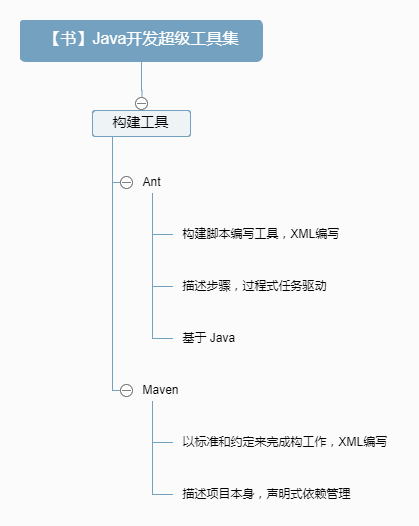 【书】Java开发超级工具集
构建工具
Ant
构建脚本编写工具，XML编写
描述步骤，过程式任务驱动
基于 Java
Maven
以标准和约定来完成构工作，XML编写
描述项目本身，声明式依赖管理